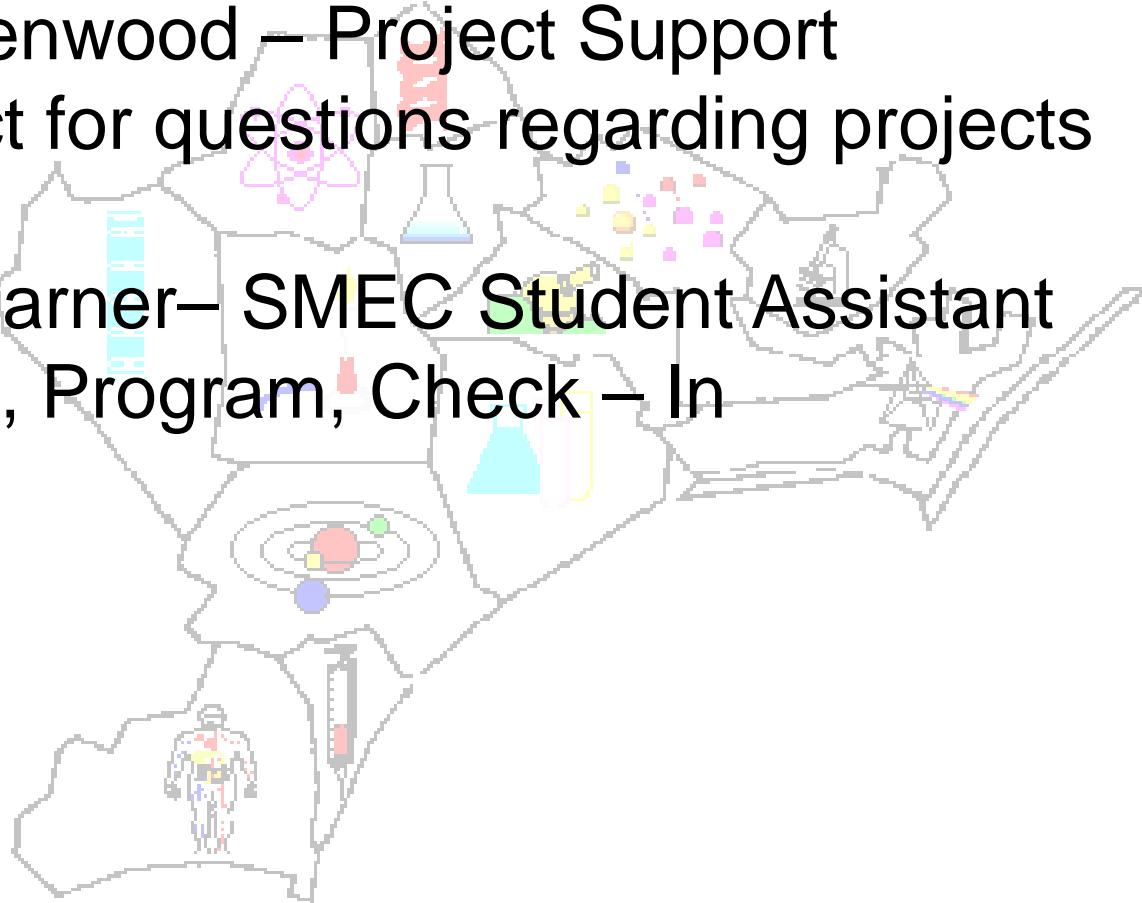 enwood – Project Support
ct for questions regarding projects
arner– SMEC Student Assistant
, Program, Check – In